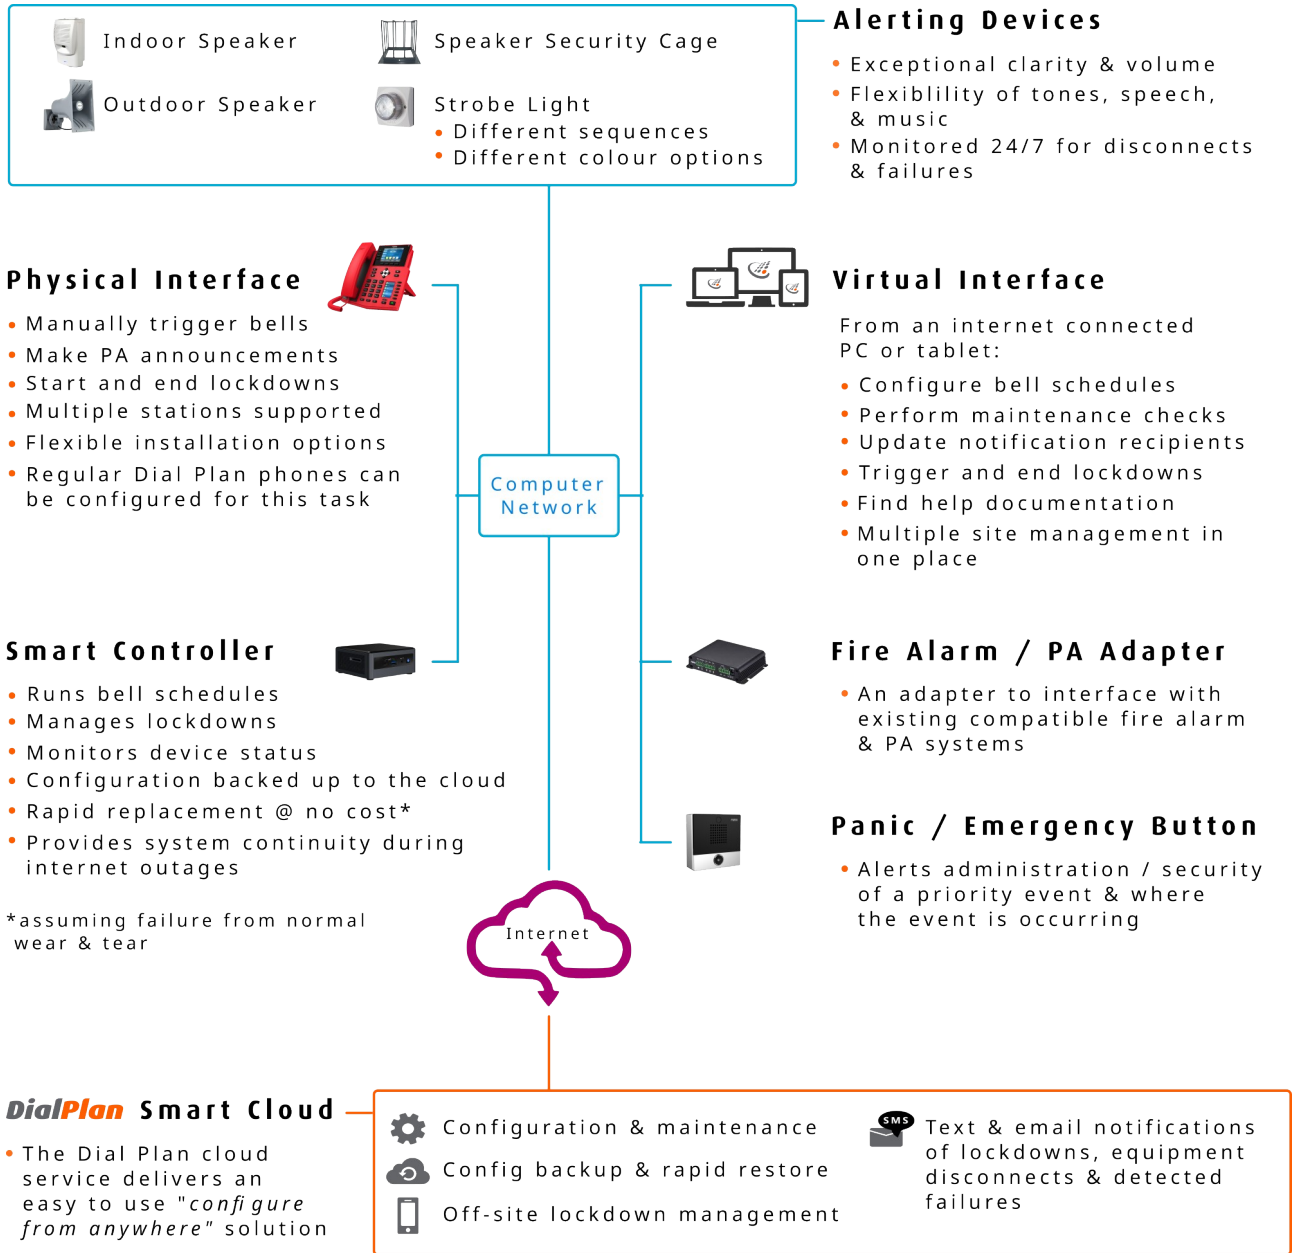 Indoor Speaker
Outdoor Speaker
Speaker Security Cage
Strobe Light
• Different sequences
• Different colour options
Alerting Devices
• Exceptional clarity & volume
• Flexiblility of tones, speech,
& music
• Monitored 24/7 for disconnects
& failures
Physical Interface
• Manually trigger bells
• Make PA announcements
• Start and end lockdowns
• Multiple stations supported
• Flexible installation options
• Regular Dial Plan phones can
be configured for this task
Virtual Interface
From an internet connected
PC or tablet:
• Configure bell schedules
• Perform maintenance checks
• Update notification recipients
• Trigger and end lockdowns
• Find help documentation
• Multiple site management in
one place
Computer
Network
Smart Controller
• Runs bell schedules
• Manages lockdowns
• Monitors device status
• Configuration backed up to the cloud
• Rapid replacement @ no cost*
• Provides system continuity during
internet outages
*assuming failure from normal
wear & tear
Fire Alarm / PA Adapter
• An adapter to interface with
existing compatible fire alarm
& PA systems
Panic / Emergency Button
• Alerts administration / security
of a priority event & where
the event is occurring
Internet
DialPlan Smart Cloud
• The Dial Plan cloud
service delivers an
easy to use "configure
from anywhere" solution
Configuration & maintenance
Config backup & rapid restore
Off-site lockdown management
SMS
Text & email notifications
of lockdowns, equipment
disconnects & detected
failures